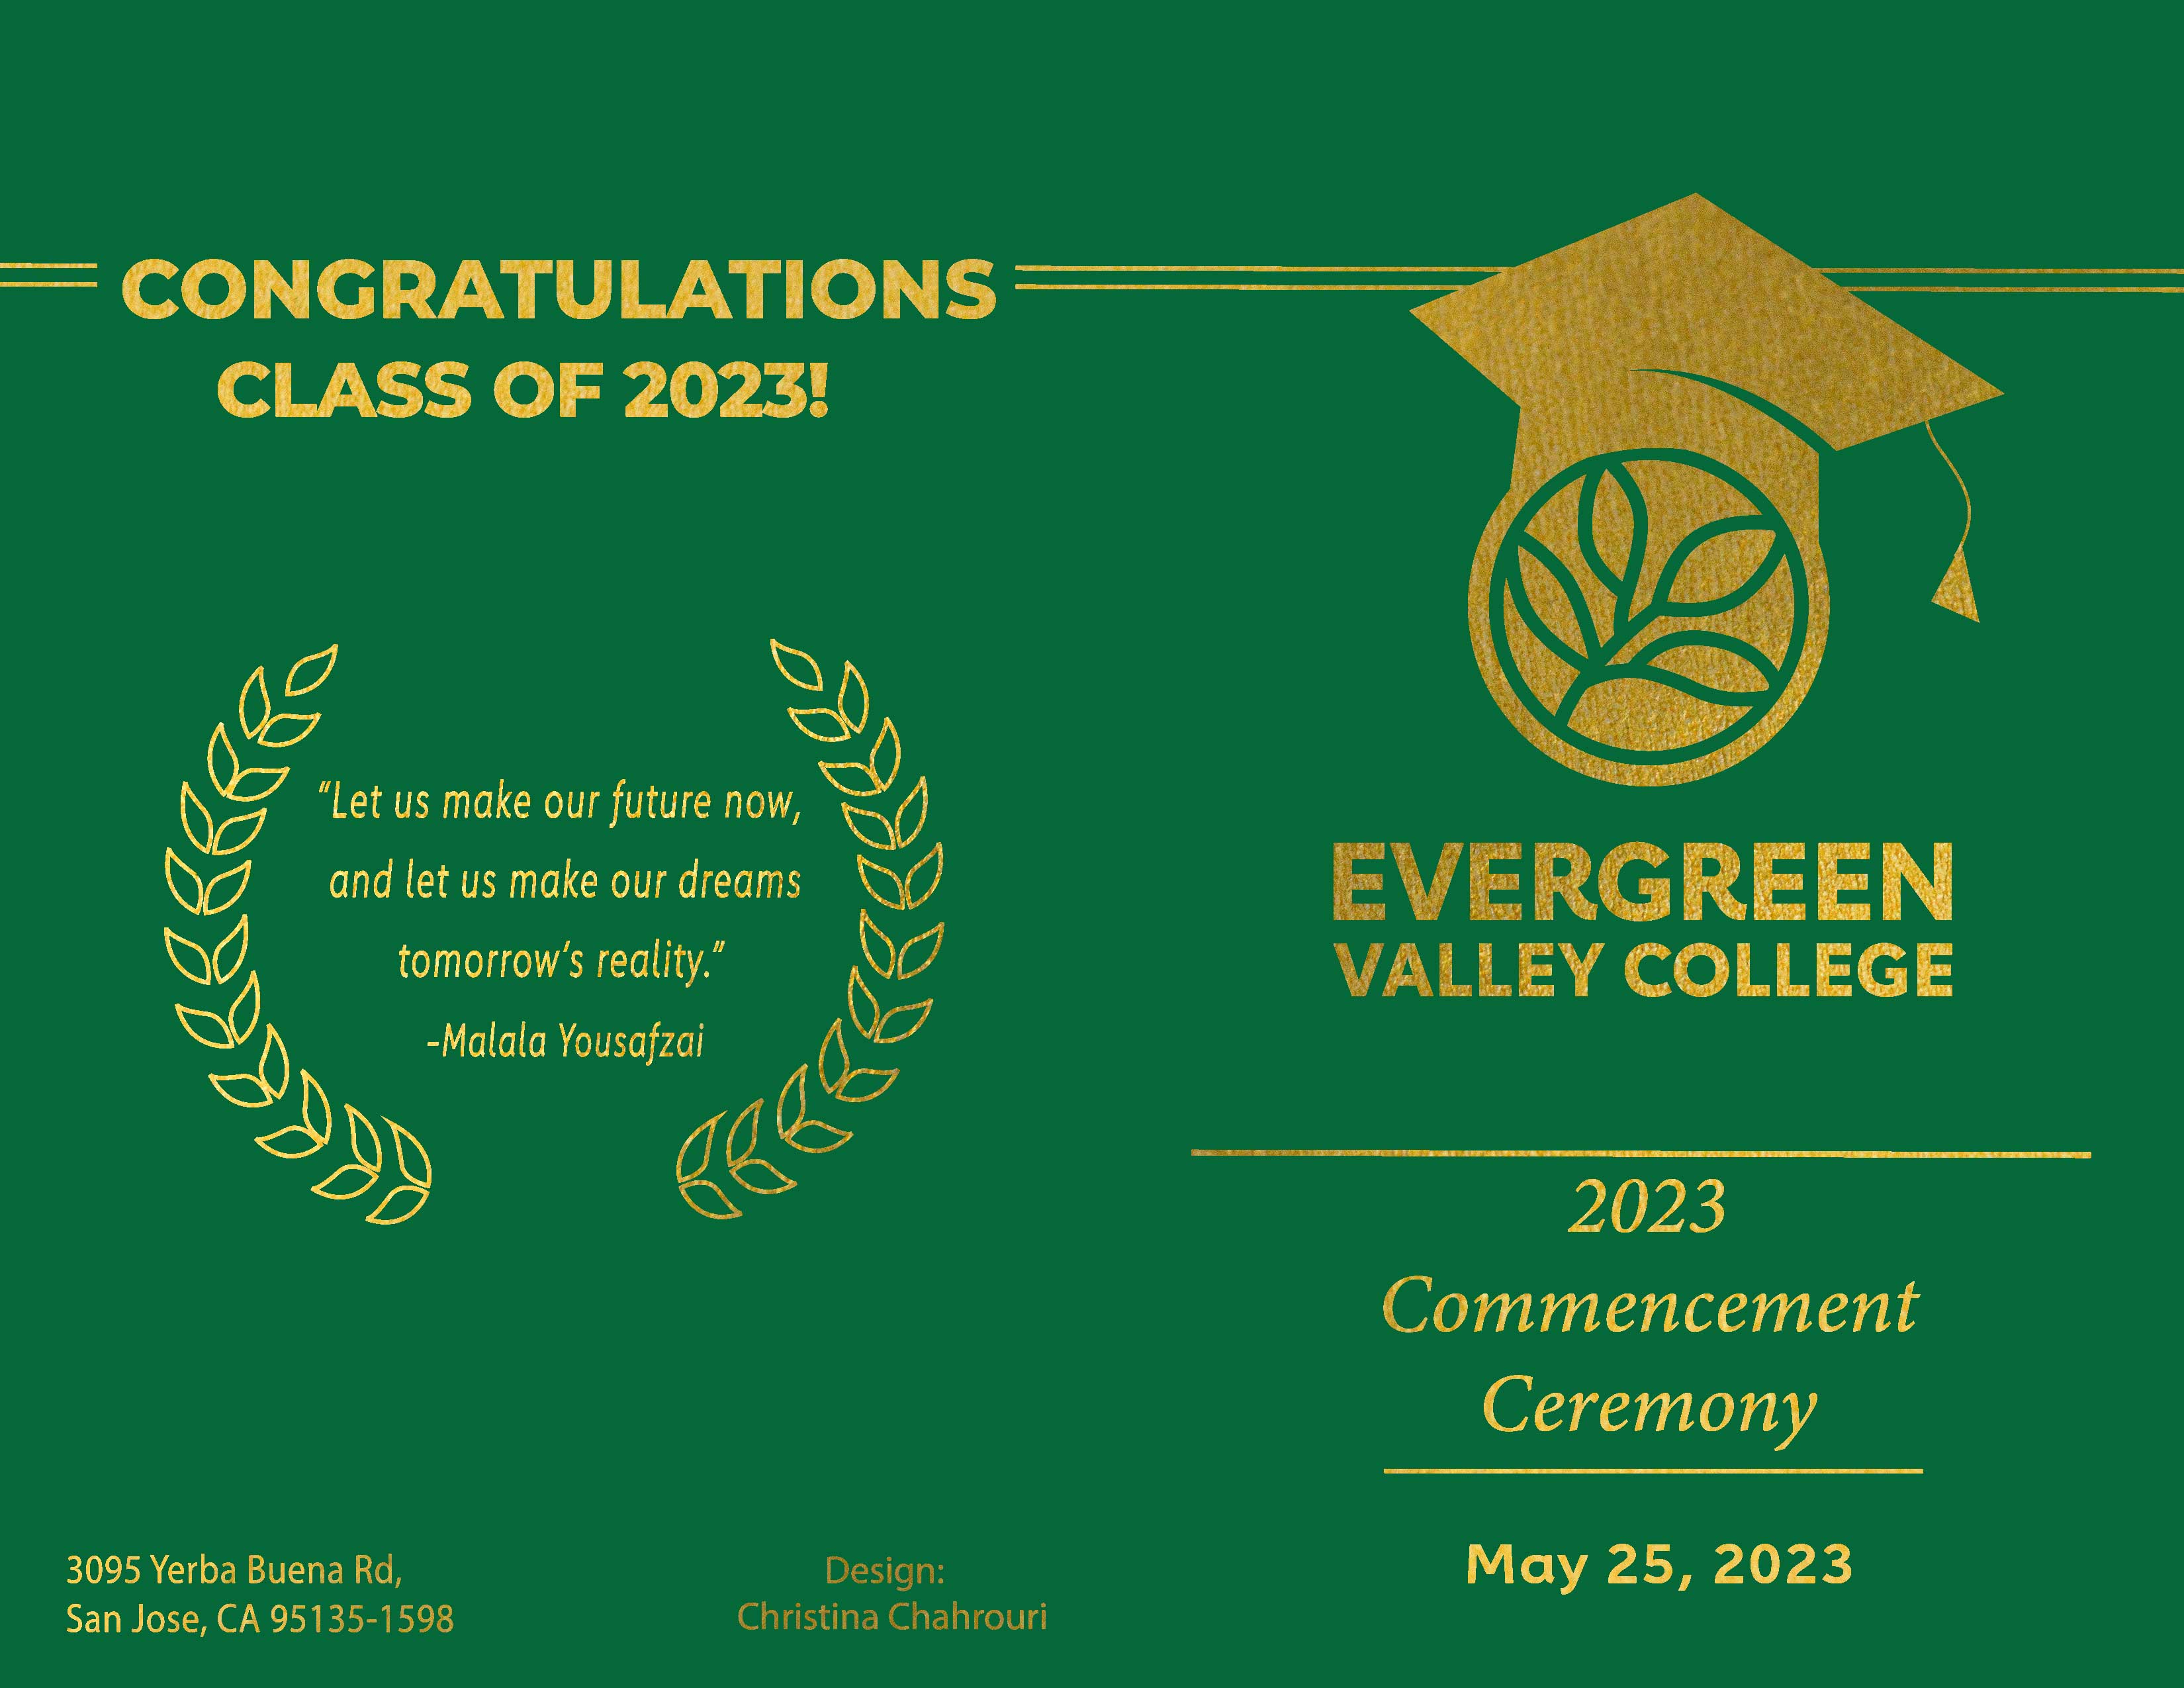 CONGRATULATIONS
CLASS OF 2023!
“Let us make our future now,
and let us make our dreams
tomorrow’s reality.”
-Malala Yousafzai
3095 Yerba Buena Rd,
San Jose, CA 95135-1598
Design:
Christina Chahrouri
EVERGREEN
VALLEY COLLEGE
2023
Commencement
Ceremony
May 25, 2023